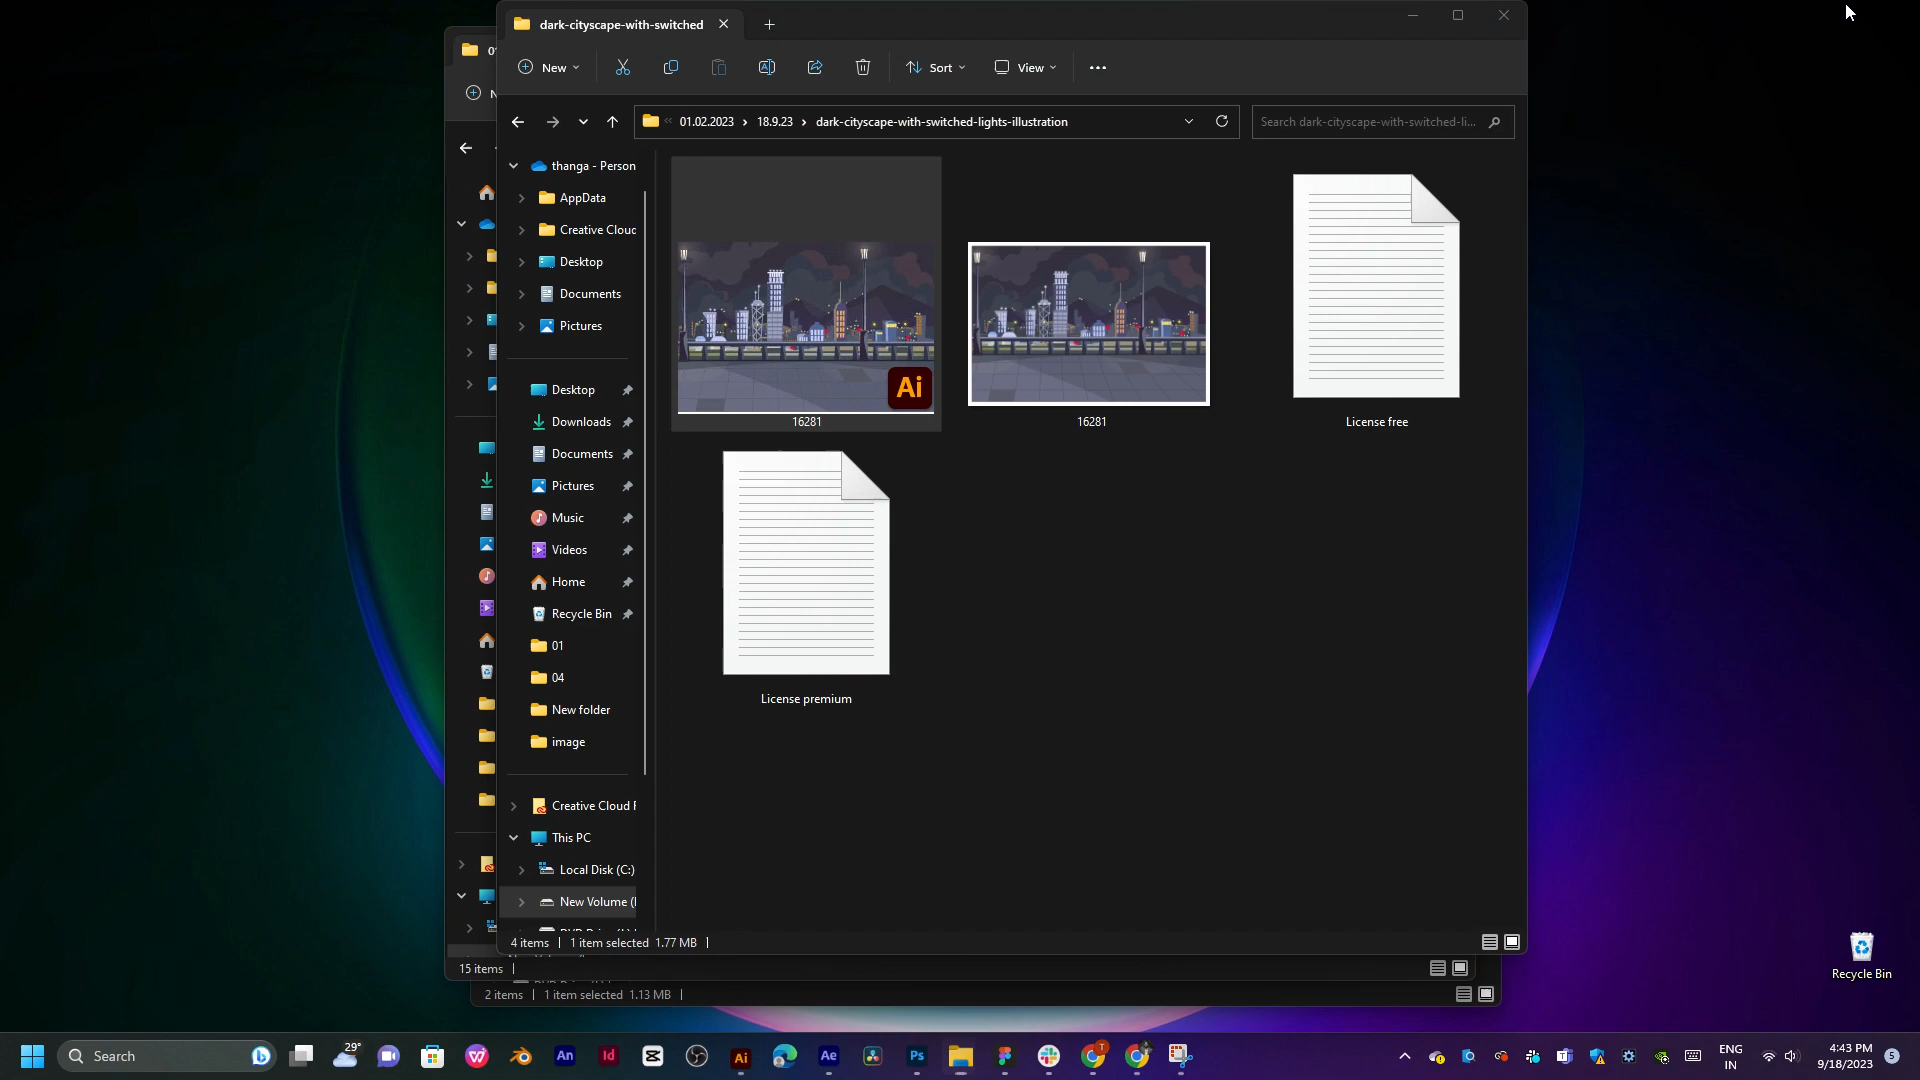 dark-cityscape-with-switched
New
Sort
View
01.02.2023 18.9.23 dark-cityscape-with-switched-lights-illustration
Search dark-cityscape-with-switched-li...
thanga - Person
AppData
Creative Cloud
Desktop
Documents
Pictures
Desktop
Downloads
Documents
Pictures
Music
Videos
Home
Recycle Bin
01
04
New folder
image
Creative Cloud F
This PC
Local Disk (C:)
New Volume (
Ai
16281
16281
License free
License premium
4 items 1 item selected 1.77 MB
15 items
2 items 1 item selected 1.13 MB
Recycle Bin
Search
29°
An
Id
Ai
Ae
Ps
T
ENG
IN
4:43 PM
9/18/2023
5